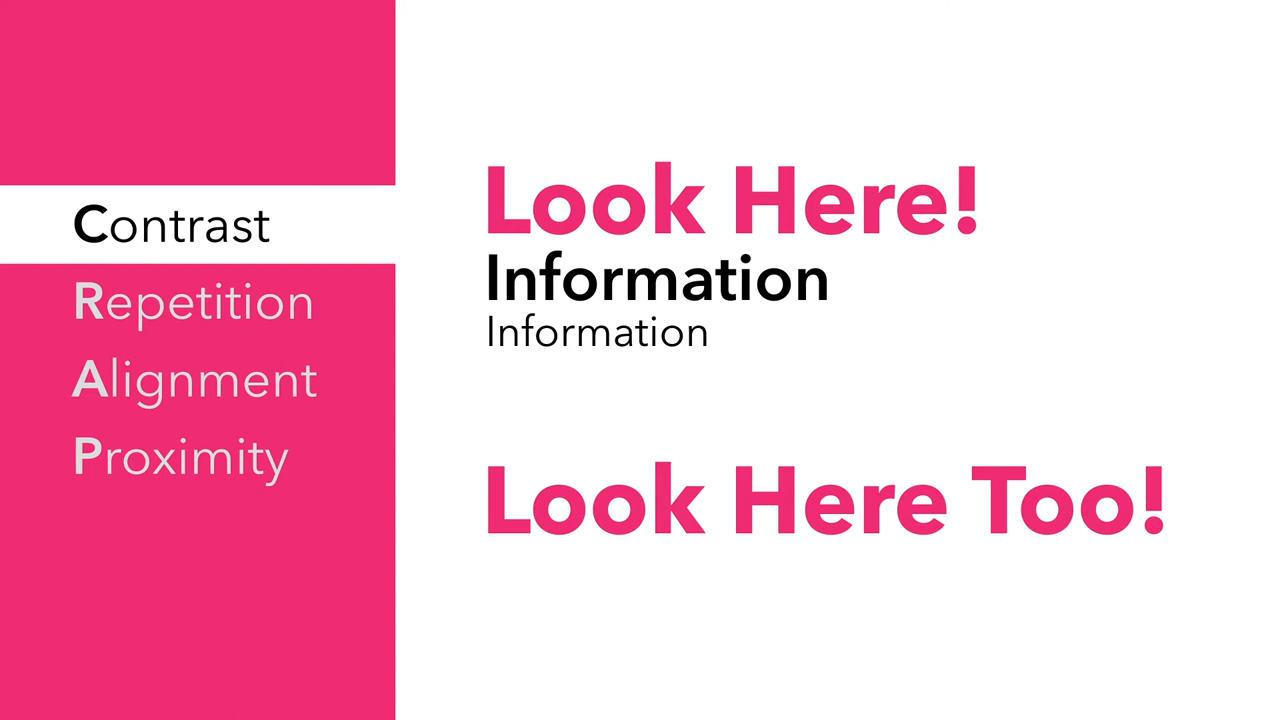 Contrast
Repetition
Alignment
Proximity
Look Here!
Information
Information
Look Here Too!